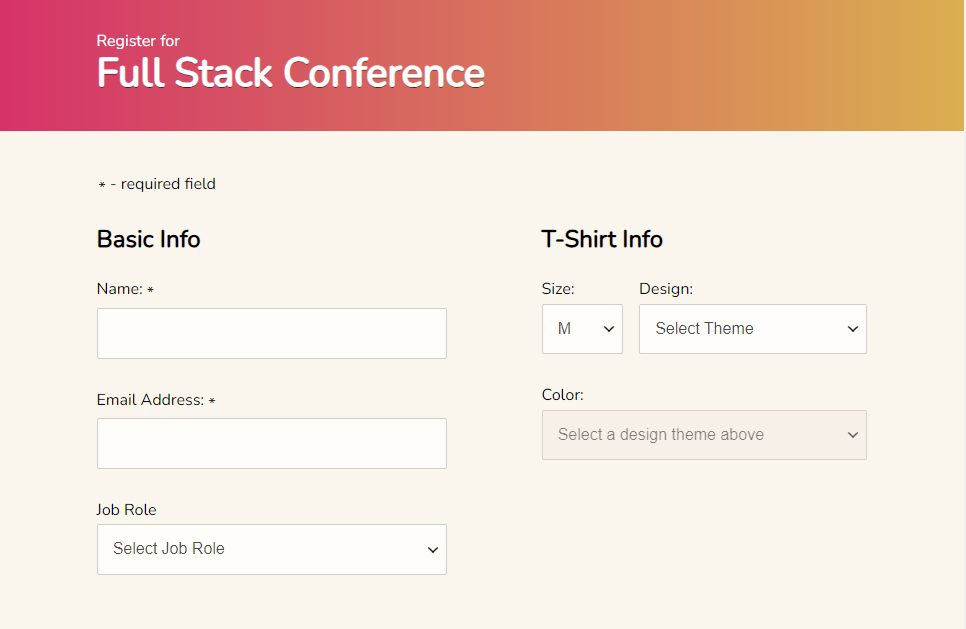 Register for
Full Stack Conference
* - required field
Basic Info
Name: *
Email Address: *
Job Role
Select Job Role
T-Shirt Info
Size: Design:
M Select Theme
Color:
Select a design theme above